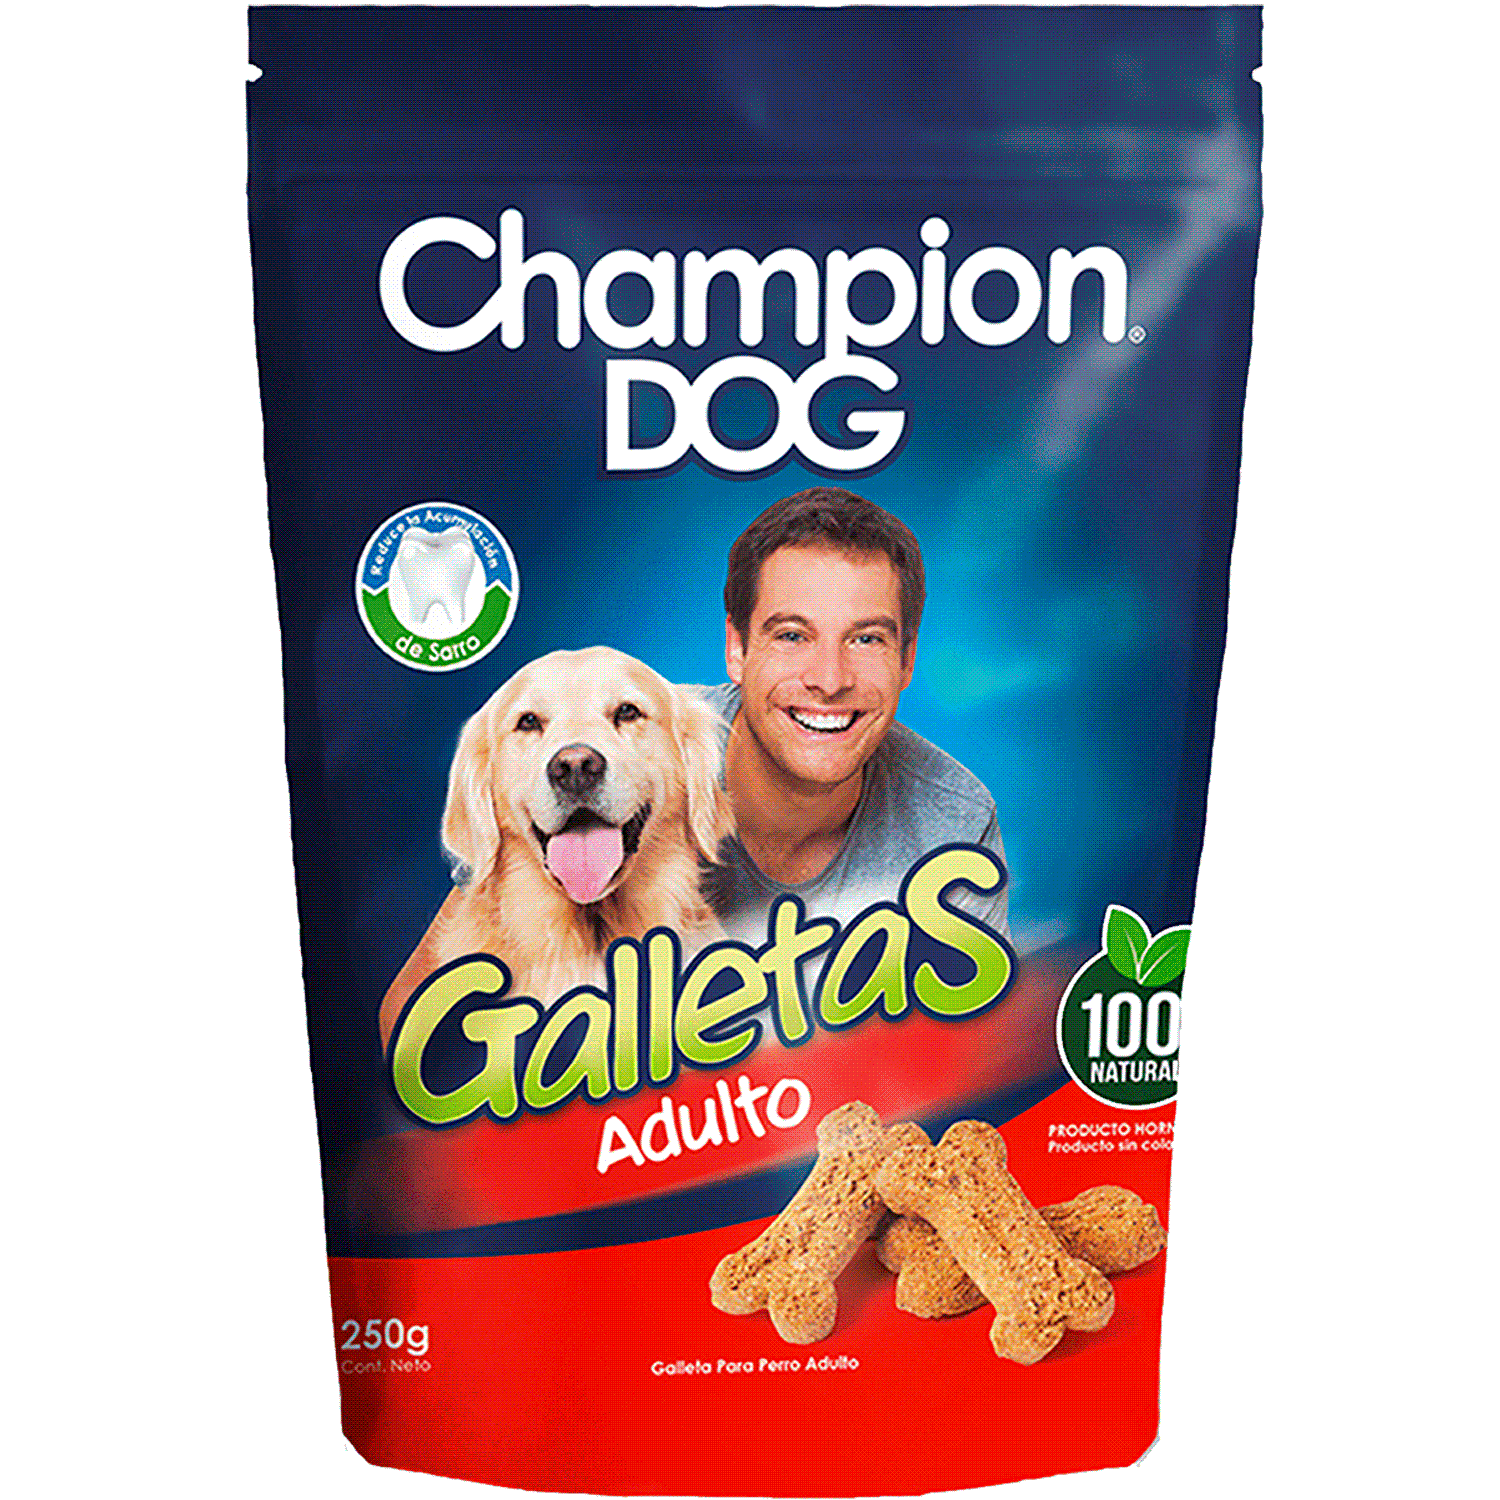 Champion®
DOG
Reduce la Acumulación
de Sarro
Galletas
Adulto
100
NATURAL
PRODUCTO HORN
Producto sin colo
250g
Cont. Neto
Galleta Para Perro Adulto